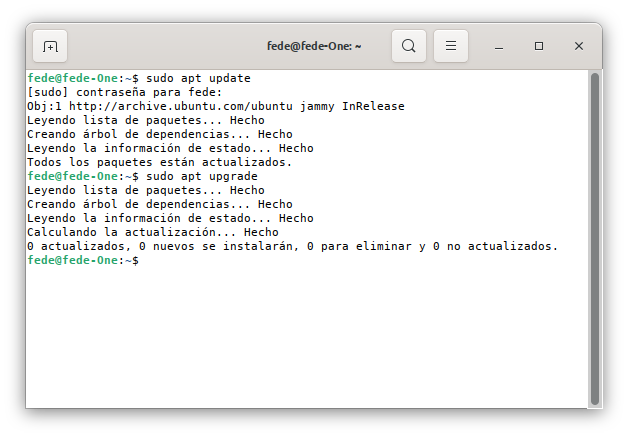 fede@fede-One: ~
fede@fede-One:~$ sudo apt update
[sudo] contraseña para fede:
Obj:1 http://archive.ubuntu.com/ubuntu jammy InRelease
Leyendo lista de paquetes... Hecho
Creando árbol de dependencias... Hecho
Leyendo la información de estado... Hecho
Todos los paquetes están actualizados.
fede@fede-One:~$ sudo apt upgrade
Leyendo lista de paquetes... Hecho
Creando árbol de dependencias... Hecho
Leyendo la información de estado... Hecho
Calculando la actualización... Hecho
0 actualizados, 0 nuevos se instalarán, 0 para eliminar y 0 no actualizados.
fede@fede-One:~$